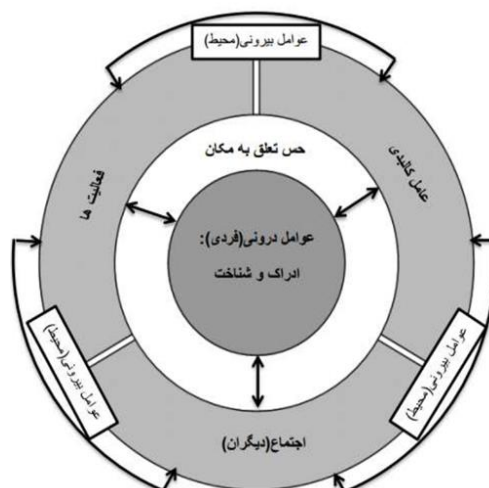 عوامل بیرونی(محیط)
حص تعلق به مکان
فعالیت ها
عامل کالبدی
عوامل درونی(فردی):
ادراک و شناخت
عوامل بیرونی(محیط)
عوامل بیرونی(محیط)
اجتماع(دیگران)